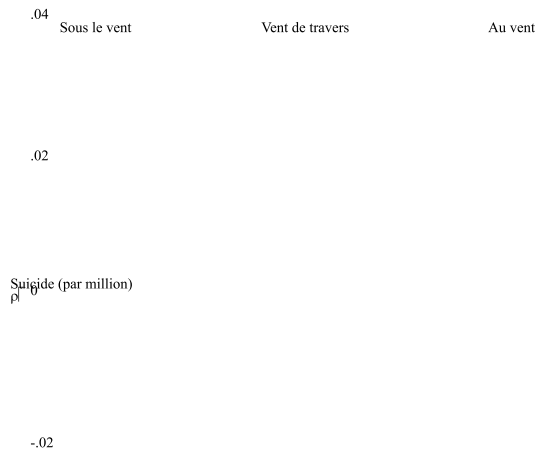 .04
Sous le vent Vent de travers Au vent
.02
Suicide (par million)
ρ 0
-.02